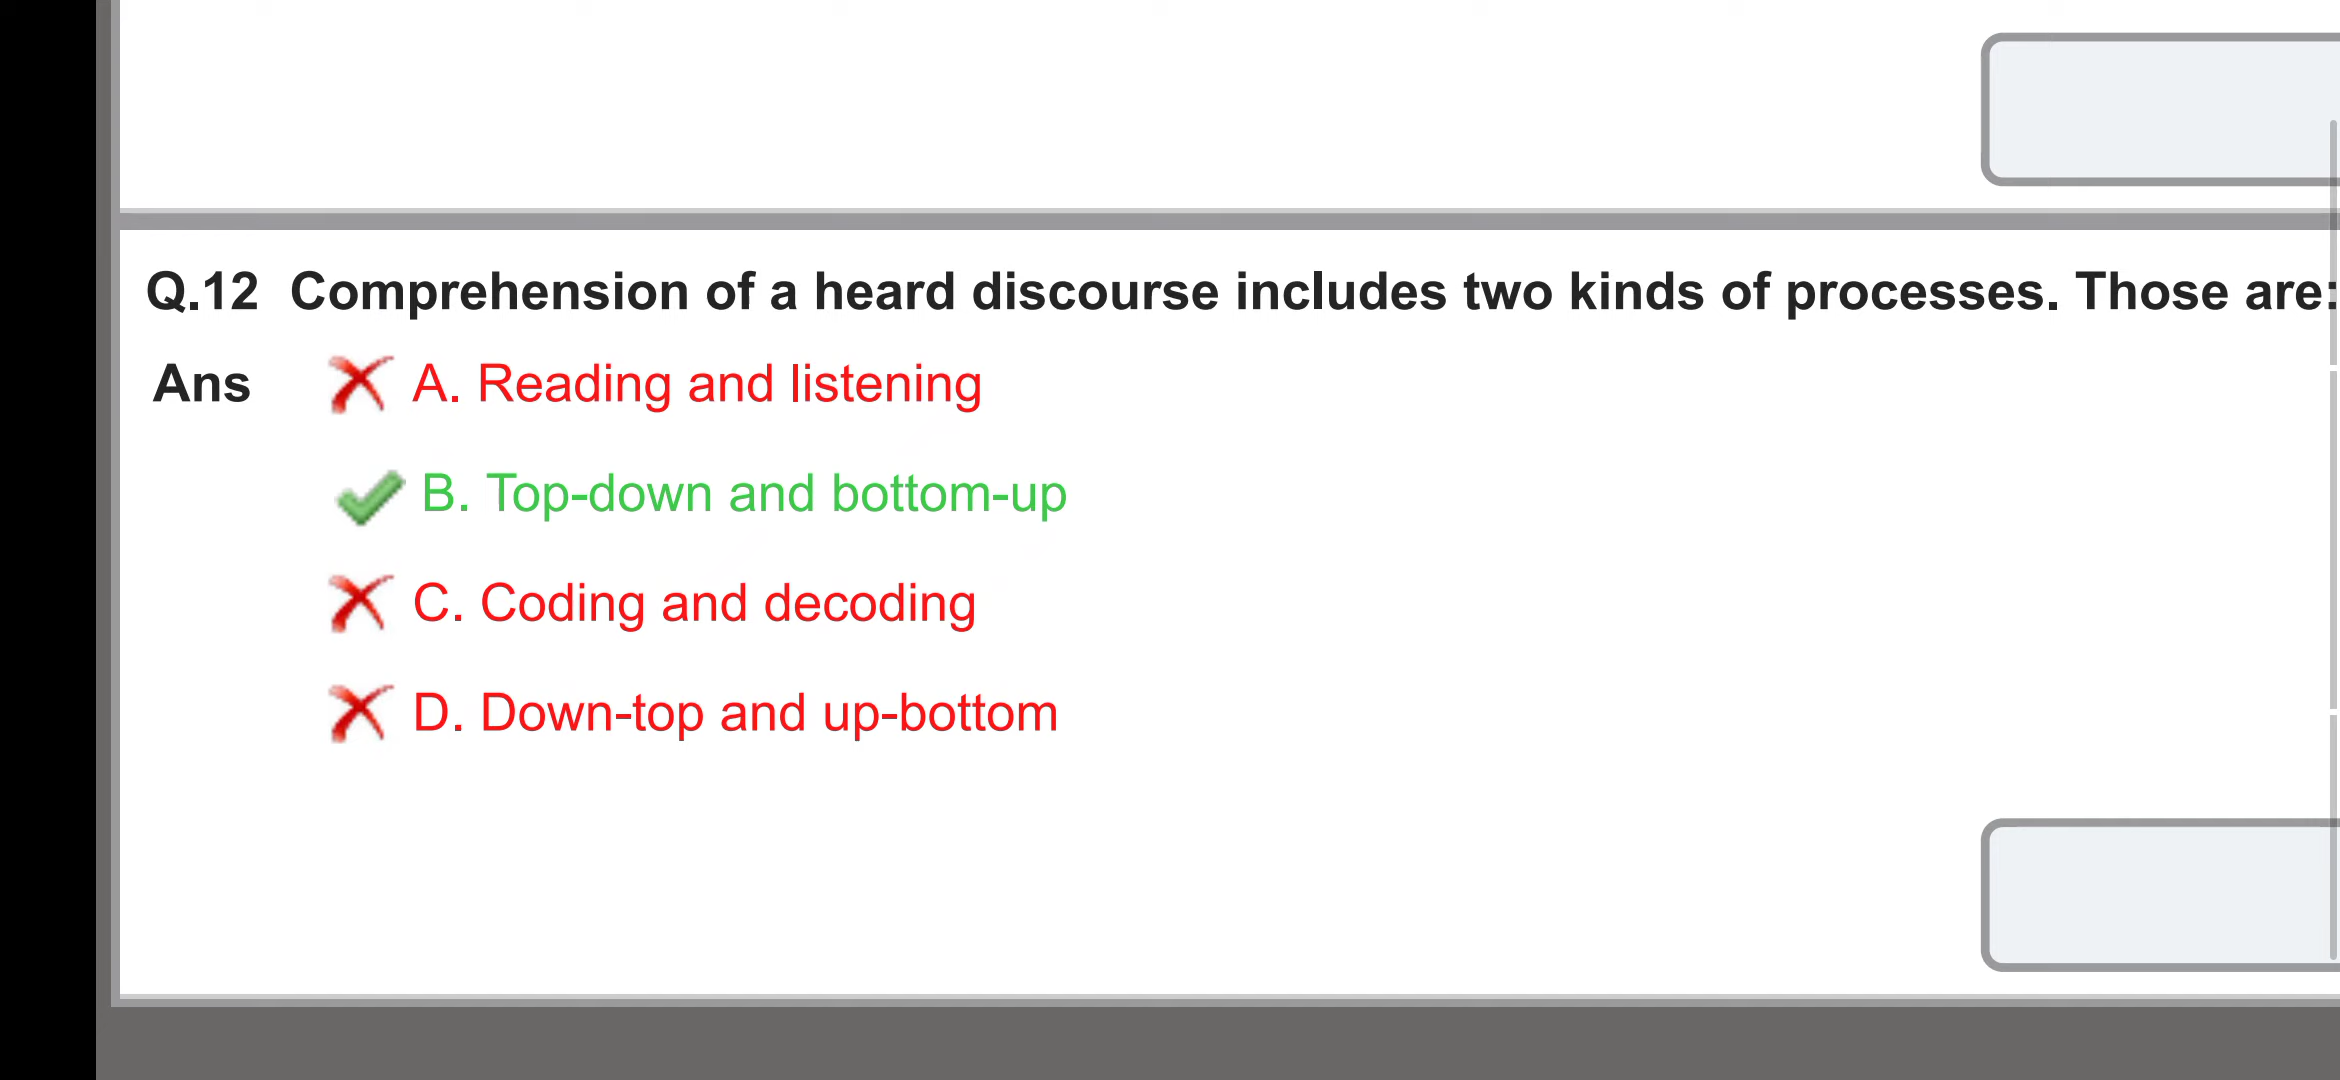 Q.12 Comprehension of a heard discourse includes two kinds of processes. Those are:
Ans A. Reading and listening
B. Top-down and bottom-up
C. Coding and decoding
D. Down-top and up-bottom